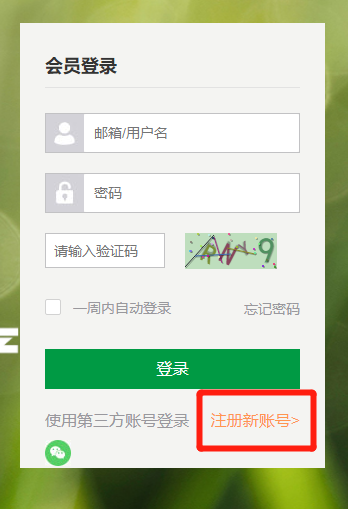 会员登录
邮箱/用户名
密码
请输入验证码
一周内自动登录 忘记密码
登录
使用第三方账号登录 注册新账号>